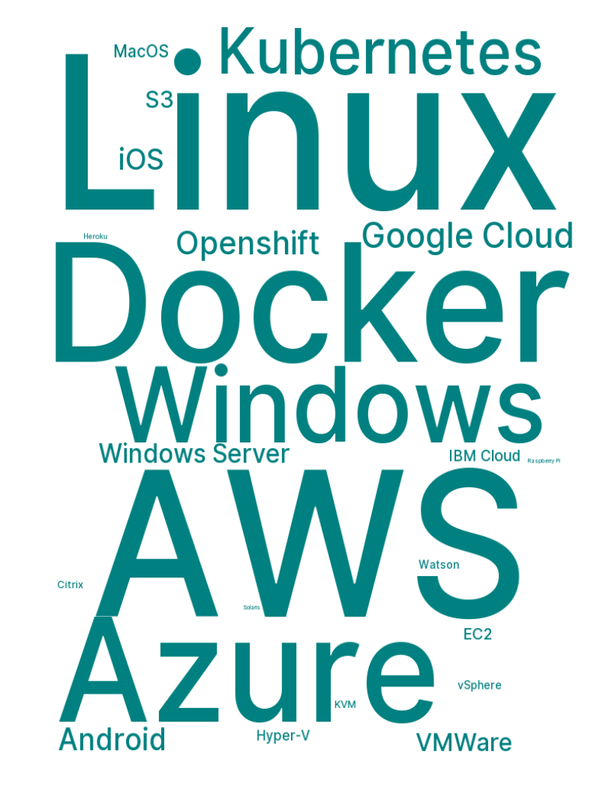 Kubernetes
MacOS
Linux
S3
iOS
Google Cloud
Heroku
Openshift
Docker
Windows
Windows Server
IBM Cloud
Raspberry Pi
AWS
Watson
Citrix
Solaris
Azure
EC2
vSphere
KVM
Android
Hyper-V
VMWare